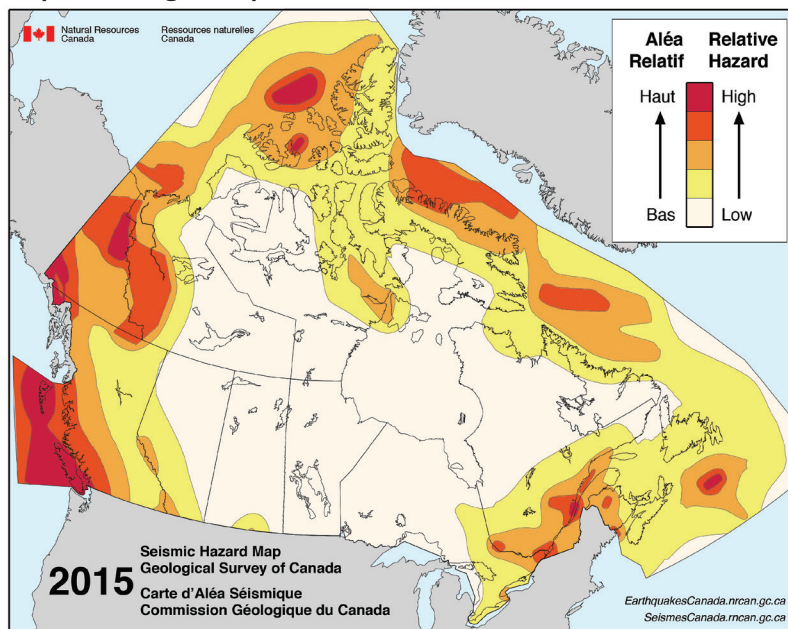 Natural Resources Canada
Ressources naturelles Canada
Aléa Relatif
Relative Hazard
Haut
High
Bas
Low
2015
Seismic Hazard Map
Geological Survey of Canada
Carte d'Aléa Séismique
Commission Géologique du Canada
EarthquakesCanada.nrcan.gc.ca
SeismesCanada.rncan.gc.ca